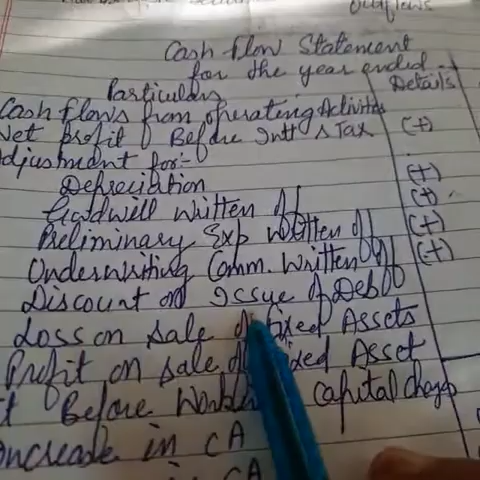 Outflows
Cash flow Statement
for the year ended
Particulars Details
Cash flows from operating Activities
Net profit Before Intt & Tax (+)
Adjustment for:-
Depreciation (+)
Goodwill written off (+)
Preliminary Exp written off (+)
Underwriting Comm. Written off (+)
Discount on Issue of Deb
Loss on sale of fixed Assets
Profit on sale of fixed Asset
Before Working capital changes
Increase in CA
in CA